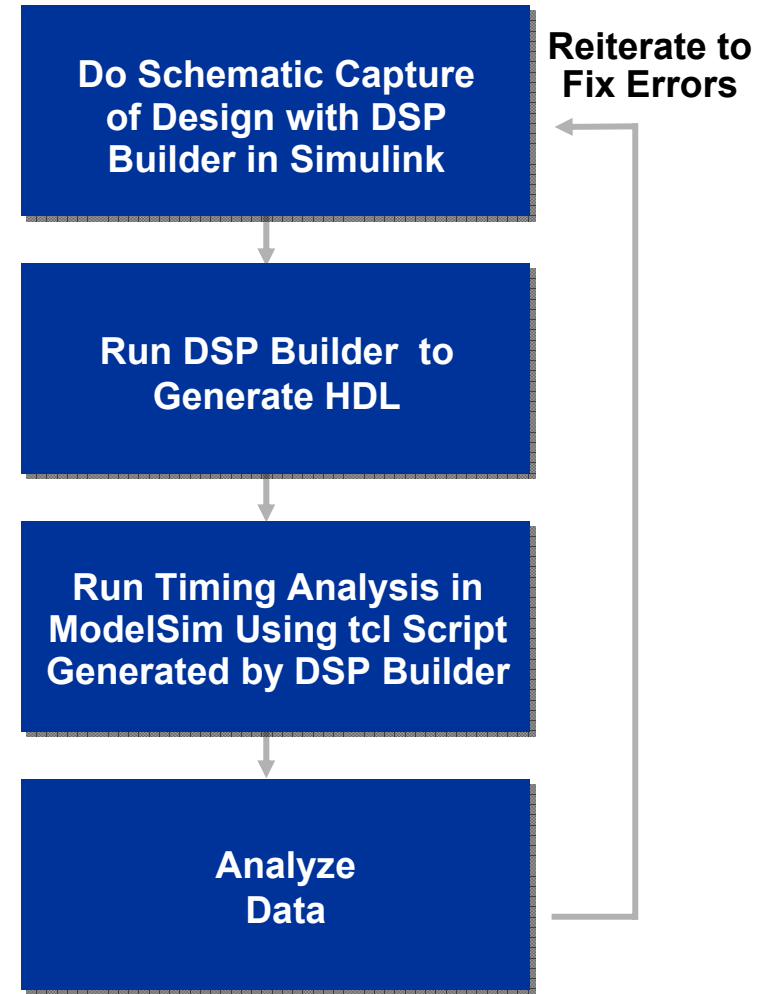 Do Schematic Capture
of Design with DSP
Builder in Simulink
Reiterate to
Fix Errors
Run DSP Builder  to
Generate HDL
Run Timing Analysis in
ModelSim Using tcl Script
Generated by DSP Builder
Analyze
Data